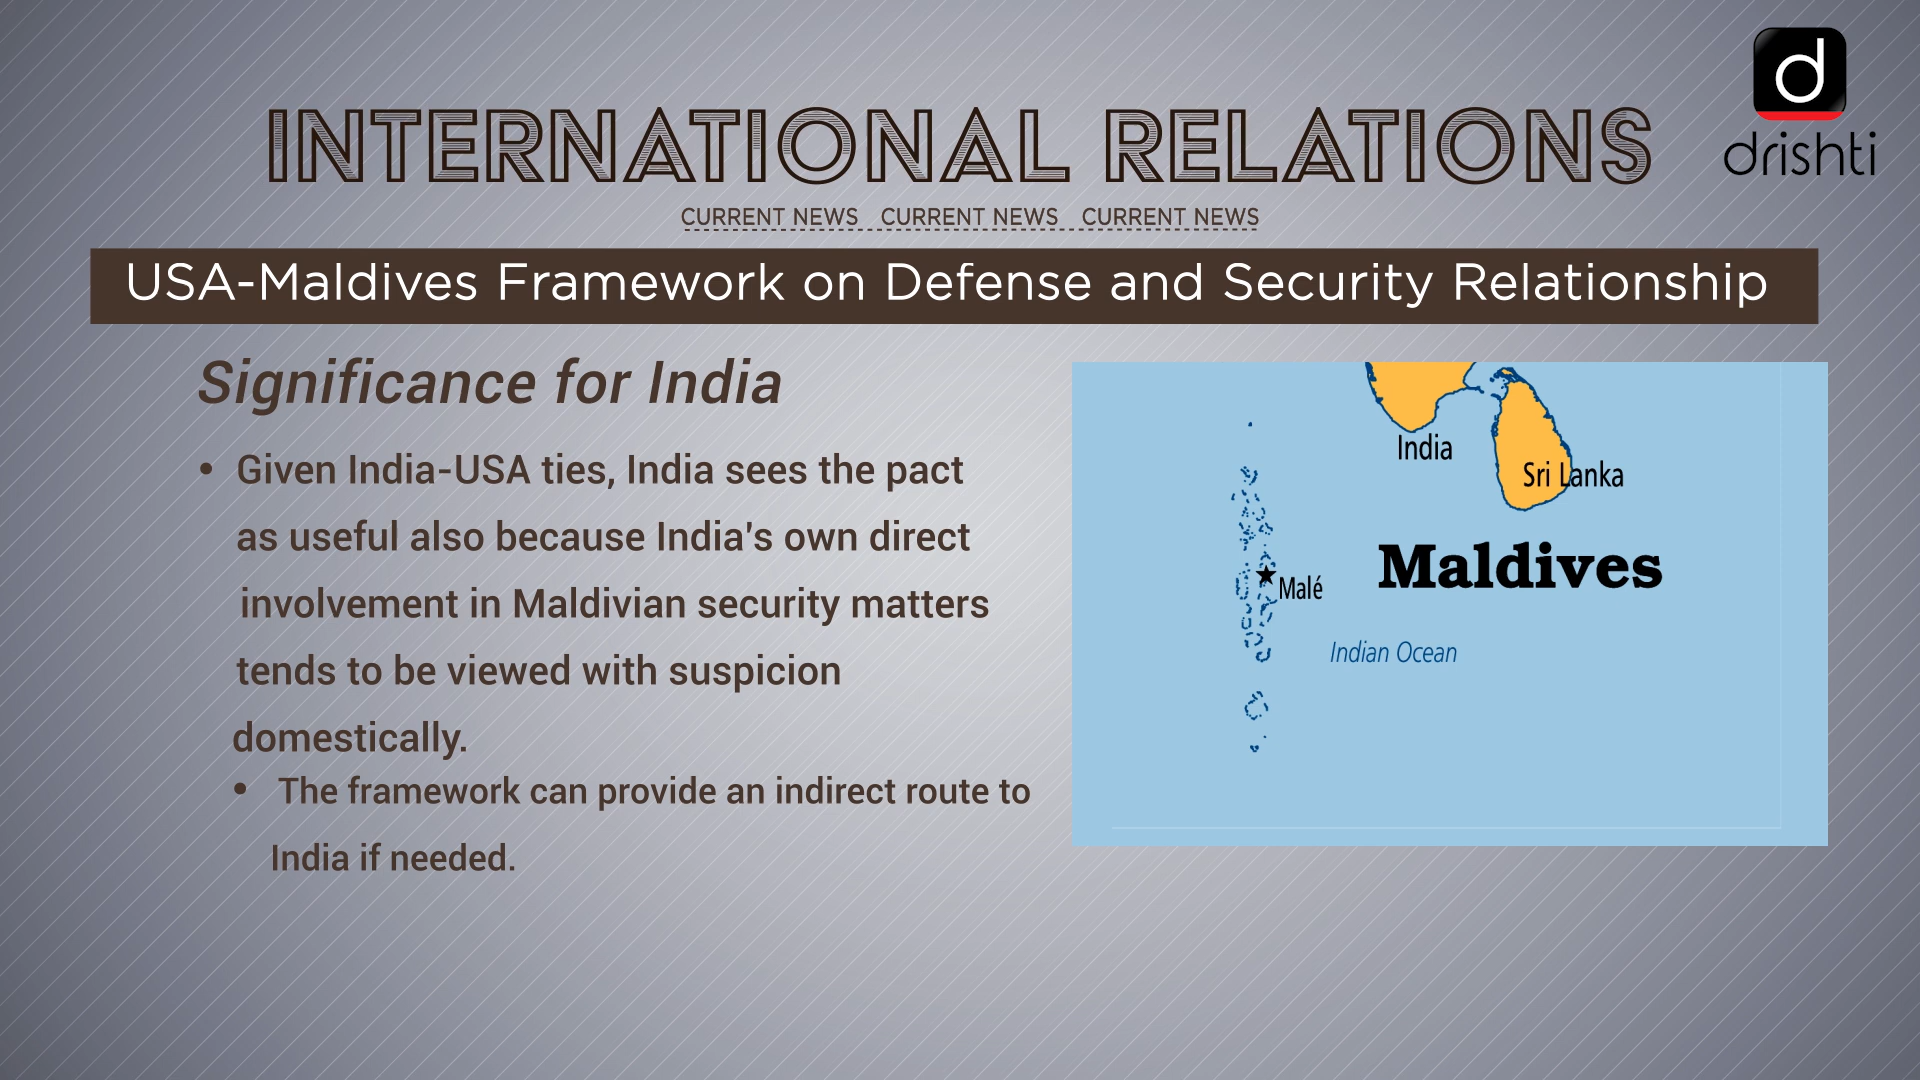 d
drishti
INTERNATIONAL RELATIONS
CURRENT NEWS CURRENT NEWS CURRENT NEWS
USA-Maldives Framework on Defense and Security Relationship
Significance for India
• Given India-USA ties, India sees the pact
as useful also because India's own direct
involvement in Maldivian security matters
tends to be viewed with suspicion
domestically.
• The framework can provide an indirect route to
India if needed.
India
Sri Lanka
Maldives
Malé
Indian Ocean